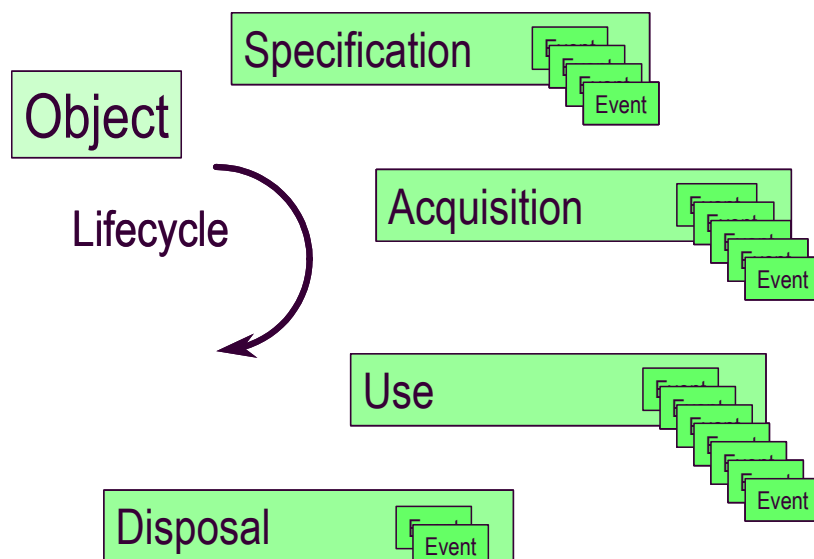 Specification
Event
Object
Lifecycle
Acquisition
Event
Use
Event
Disposal
Event